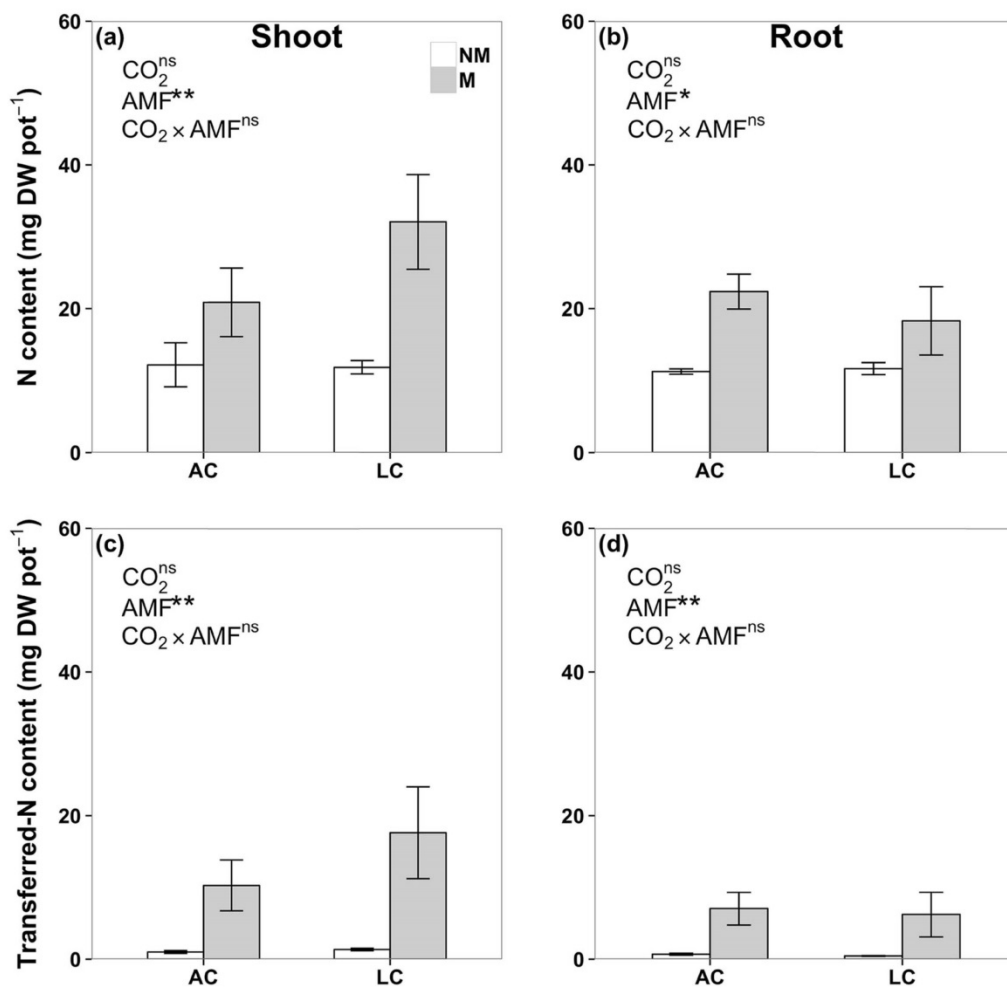 Shoot
Root
(a)
CO₂ⁿˢ
AMF**
CO₂ × AMFⁿˢ
NM
M
N content (mg DW pot⁻¹)
60
40
20
0
AC
LC
(b)
CO₂ⁿˢ
AMF*
CO₂ × AMFⁿˢ
60
40
20
0
AC
LC
(c)
CO₂ⁿˢ
AMF**
CO₂ × AMFⁿˢ
Transferred-N content (mg DW pot⁻¹)
60
40
20
0
AC
LC
(d)
CO₂ⁿˢ
AMF**
CO₂ × AMFⁿˢ
60
40
20
0
AC
LC